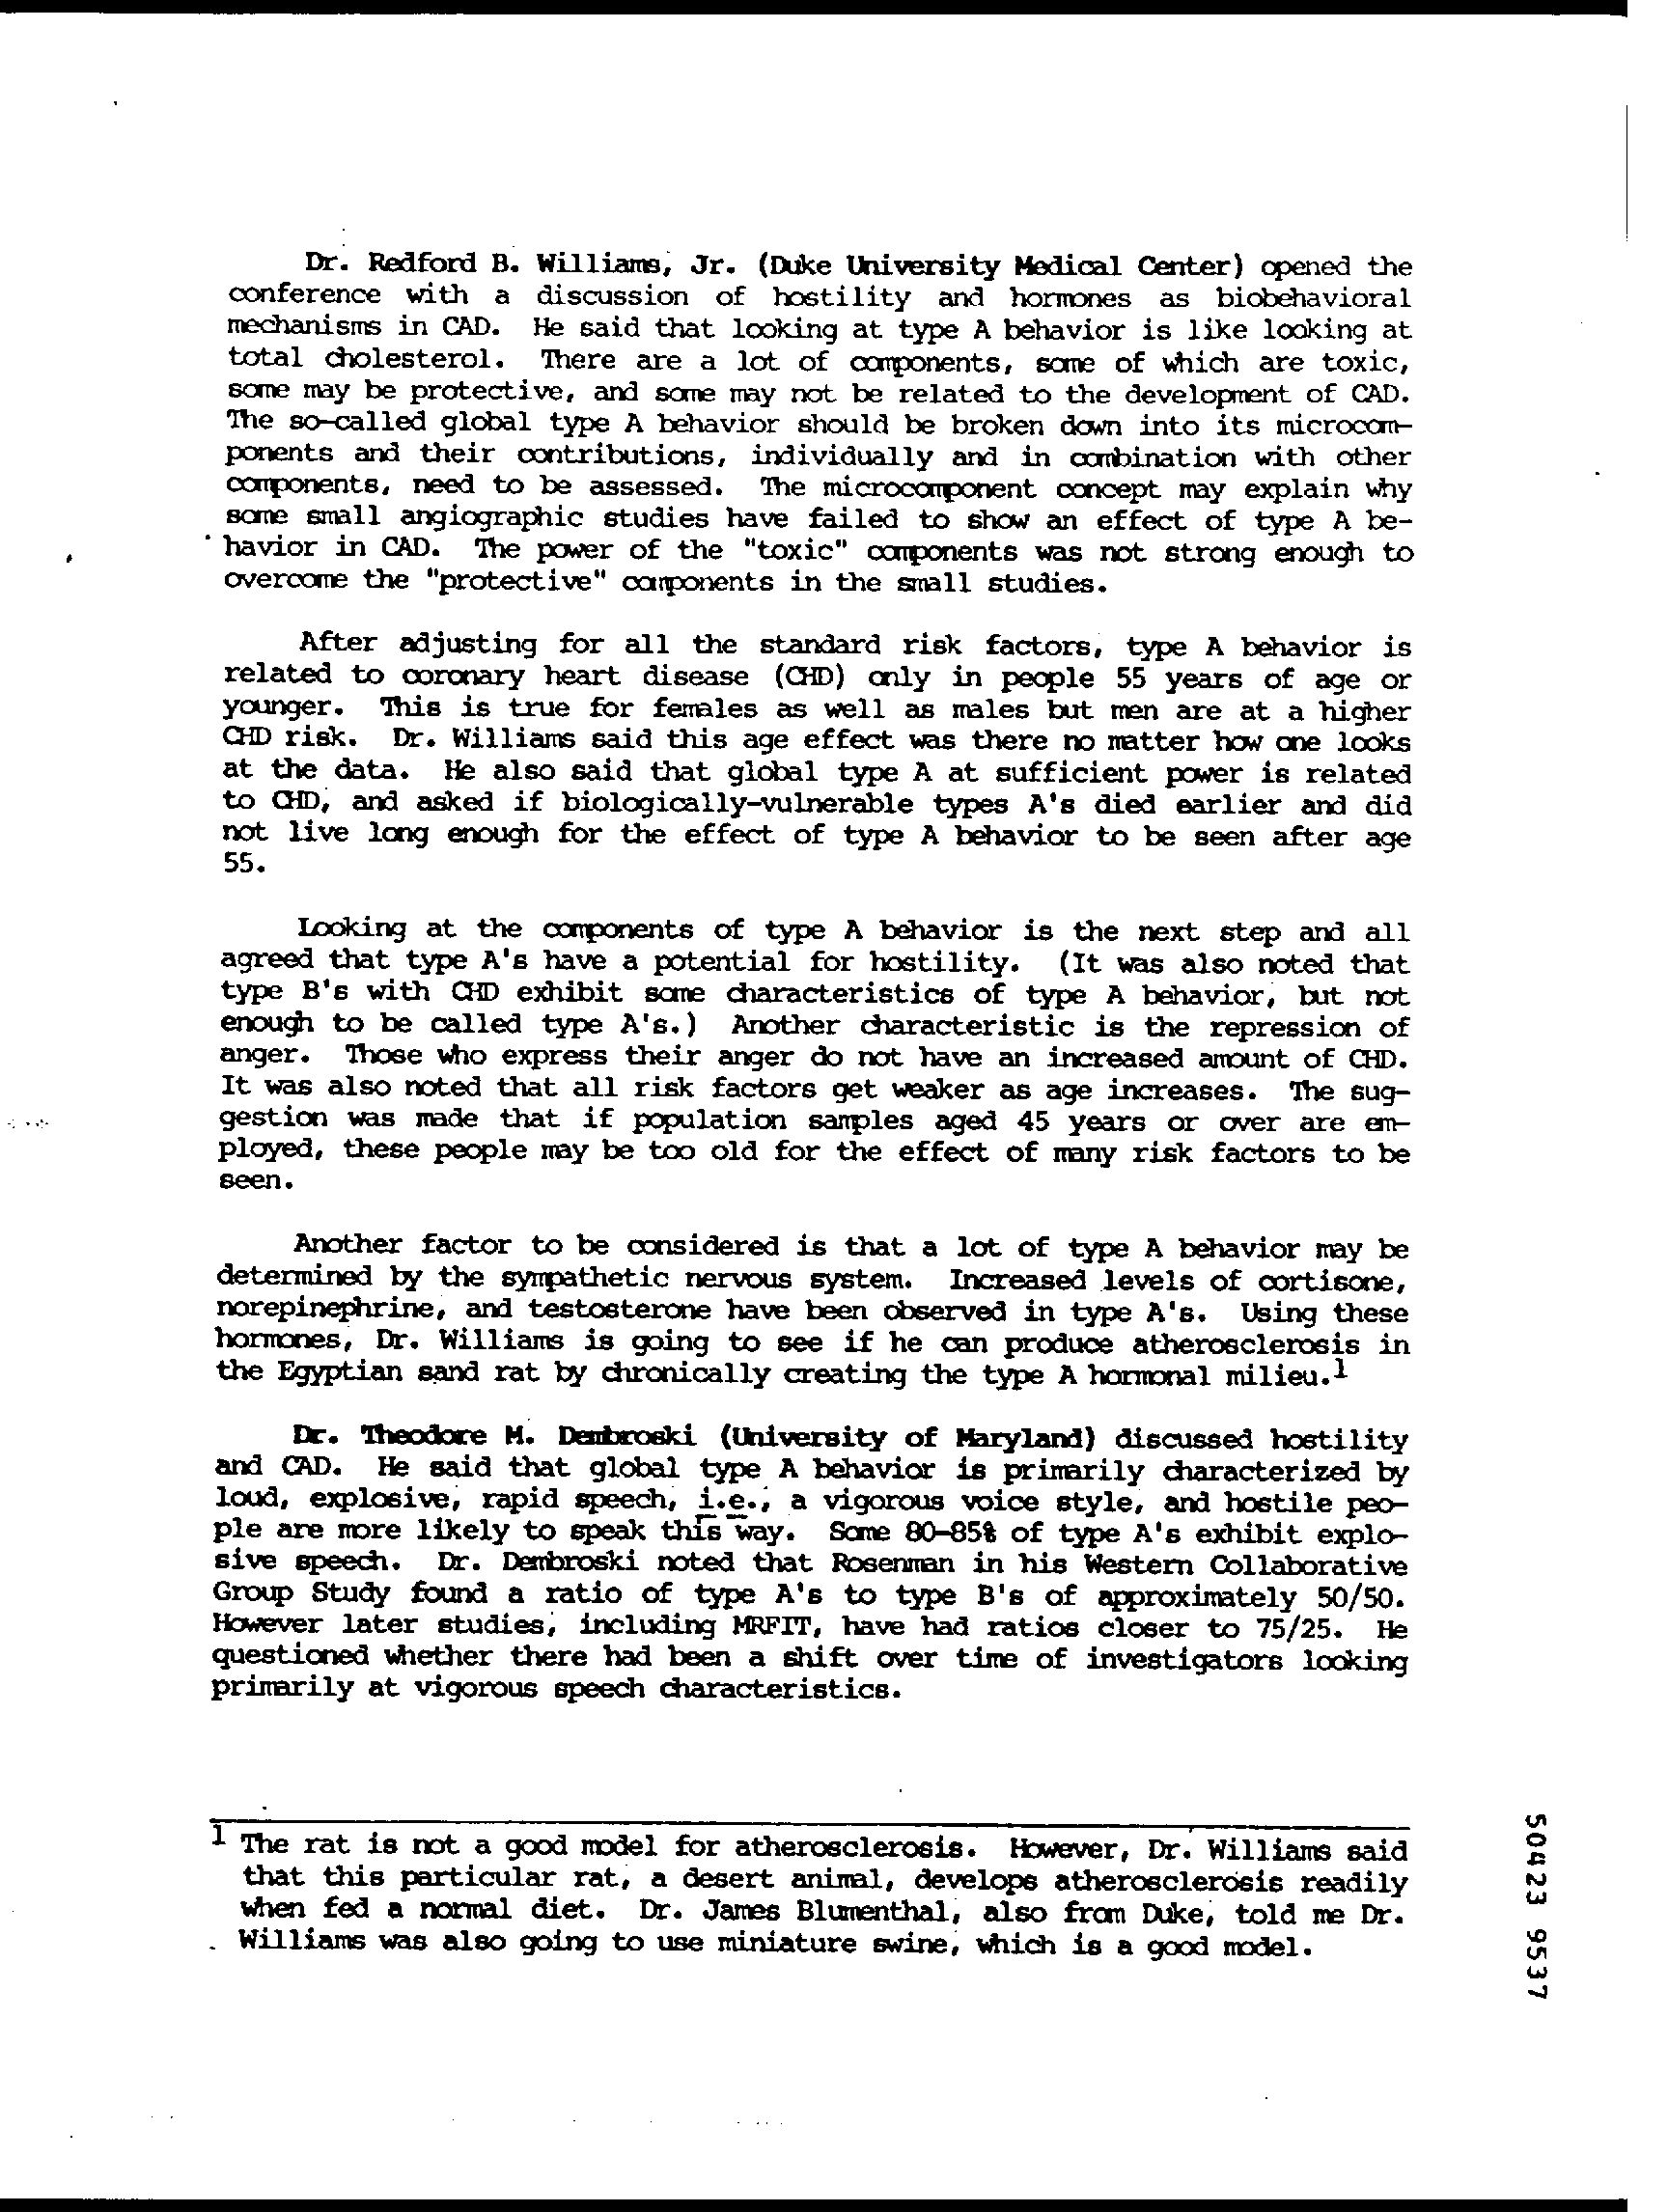 Dr. Redford B. Williams, Jr. (Duke University Medical Center) opened the
conference with a discussion of hostility and hormones as biobehavioral
mechanisms in CAD. He said that looking at type A behavior is like looking at
total cholesterol. There are a lot of components, some of which are toxic,
some may be protective, and some may not be related to the development of CAD.
The so-called global type A behavior should be broken down into its microcom-
ponents and their contributions, individually and in combination with other
components, need to be assessed. The microcomponent concept may explain why
some small angiographic studies have failed to show an effect of type A be-
havior in CAD. The power of the "toxic" components was not strong enough to
overcome the "protective" components in the small studies.
After adjusting for all the standard risk factors, type A behavior is
related to coronary heart disease (CHD) only in people 55 years of age or
younger. This is true for females as well as males but men are at a higher
CHD risk. Dr. Williams said this age effect was there no matter how one looks
at the data. He also said that global type A at sufficient power is related
to CHD, and asked if biologically-vulnerable types A's died earlier and did
not live long enough for the effect of type A behavior to be seen after age
55.
Looking at the components of type A behavior is the next step and all
agreed that type A's have a potential for hostility. (It was also noted that
type B's with CHD exhibit some characteristics of type A behavior, but not
enough to be called type A's.) Another characteristic is the repression of
anger. Those who express their anger do not have an increased amount of CHD.
It was also noted that all risk factors get weaker as age increases. The sug-
gestion was made that if population samples aged 45 years or over are em-
ployed, these people may be too old for the effect of many risk factors to be
seen.
Another factor to be considered is that a lot of type A behavior may be
determined by the sympathetic nervous system. Increased levels of cortisone,
norepinephrine, and testosterone have been observed in type A's. Using these
hormones, Dr. Williams is going to see if he can produce atherosclerosis in
the Egyptian sand rat by chronically creating the type A hormonal milieu.1
Dr. Theodore M. Dembroski (University of Maryland) discussed hostility
and CAD. He said that global type A behavior is primarily characterized by
loud, explosive, rapid speech, i.e., a vigorous voice style, and hostile peo-
ple are more likely to speak this way. Some 80-85% of type A's exhibit explo-
sive speech. Dr. Dembroski noted that Rosenman in his Western Collaborative
Group Study found a ratio of type A's to type B's of approximately 50/50.
However later studies, including MRFIT, have had ratios closer to 75/25. He
questioned whether there had been a shift over time of investigators looking
primarily at vigorous speech characteristics.
1 The rat is not a good model for atherosclerosis. However, Dr. Williams said
that this particular rat, a desert animal, develops atherosclerosis readily
when fed a normal diet. Dr. James Blumenthal, also from Duke, told me Dr.
Williams was also going to use miniature swine, which is a good model.
50423 9537